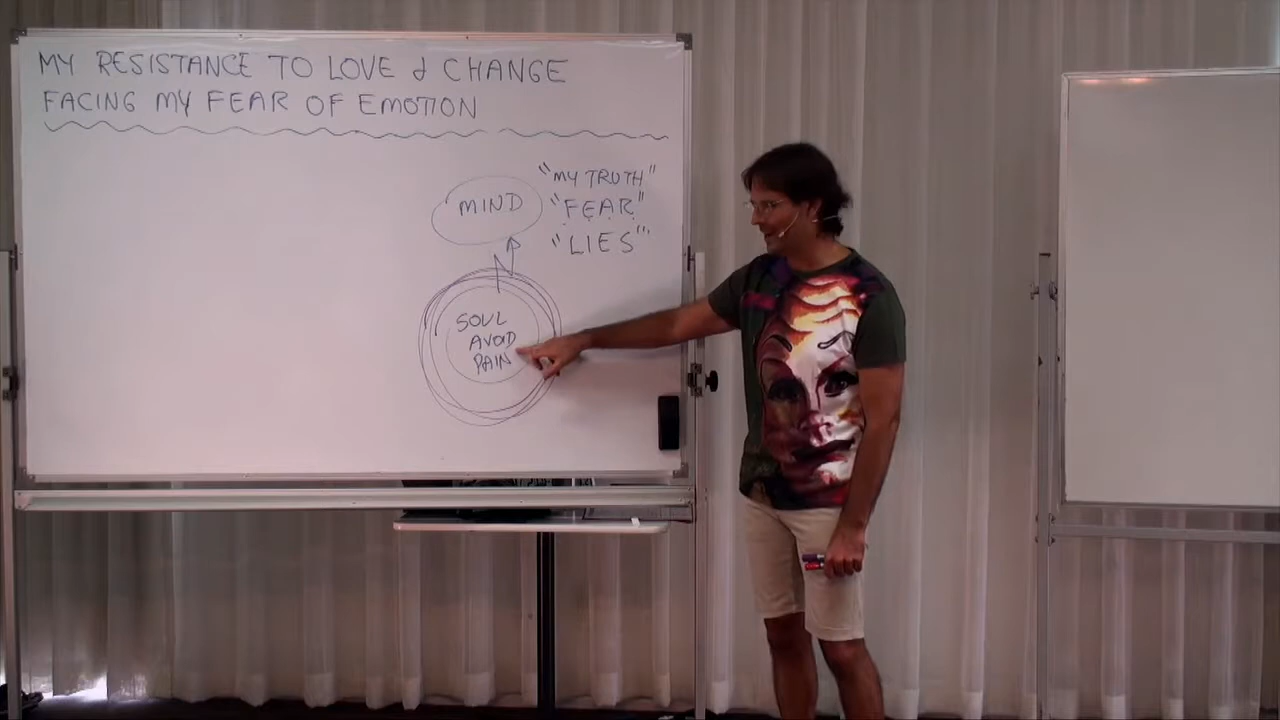 MY RESISTANCE TO LOVE & CHANGE
FACING MY FEAR OF EMOTION
MIND
"MY TRUTH"
"FEAR"
"LIES"
SOUL
AVOID
PAIN